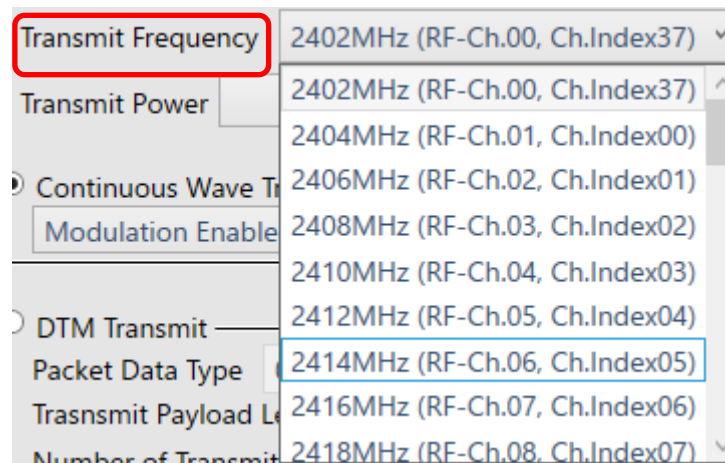 Transmit Frequency 2402MHz (RF-Ch.00, Ch.Index37)
2402MHz (RF-Ch.00, Ch.Index37)
Transmit Power
2404MHz (RF-Ch.01, Ch.Index00)
2406MHz (RF-Ch.02, Ch.Index01)
Continuous Wave
2408MHz (RF-Ch.03, Ch.Index02)
Modulation Enable
2410MHz (RF-Ch.04, Ch.Index03)
2412MHz (RF-Ch.05, Ch.Index04)
DTM Transmit
2414MHz (RF-Ch.06, Ch.Index05)
Packet Data Type
2416MHz (RF-Ch.07, Ch.Index06)
Trasnsmit Payload
2418MHz (RF-Ch.08, Ch.Index07)
Number of Transmit